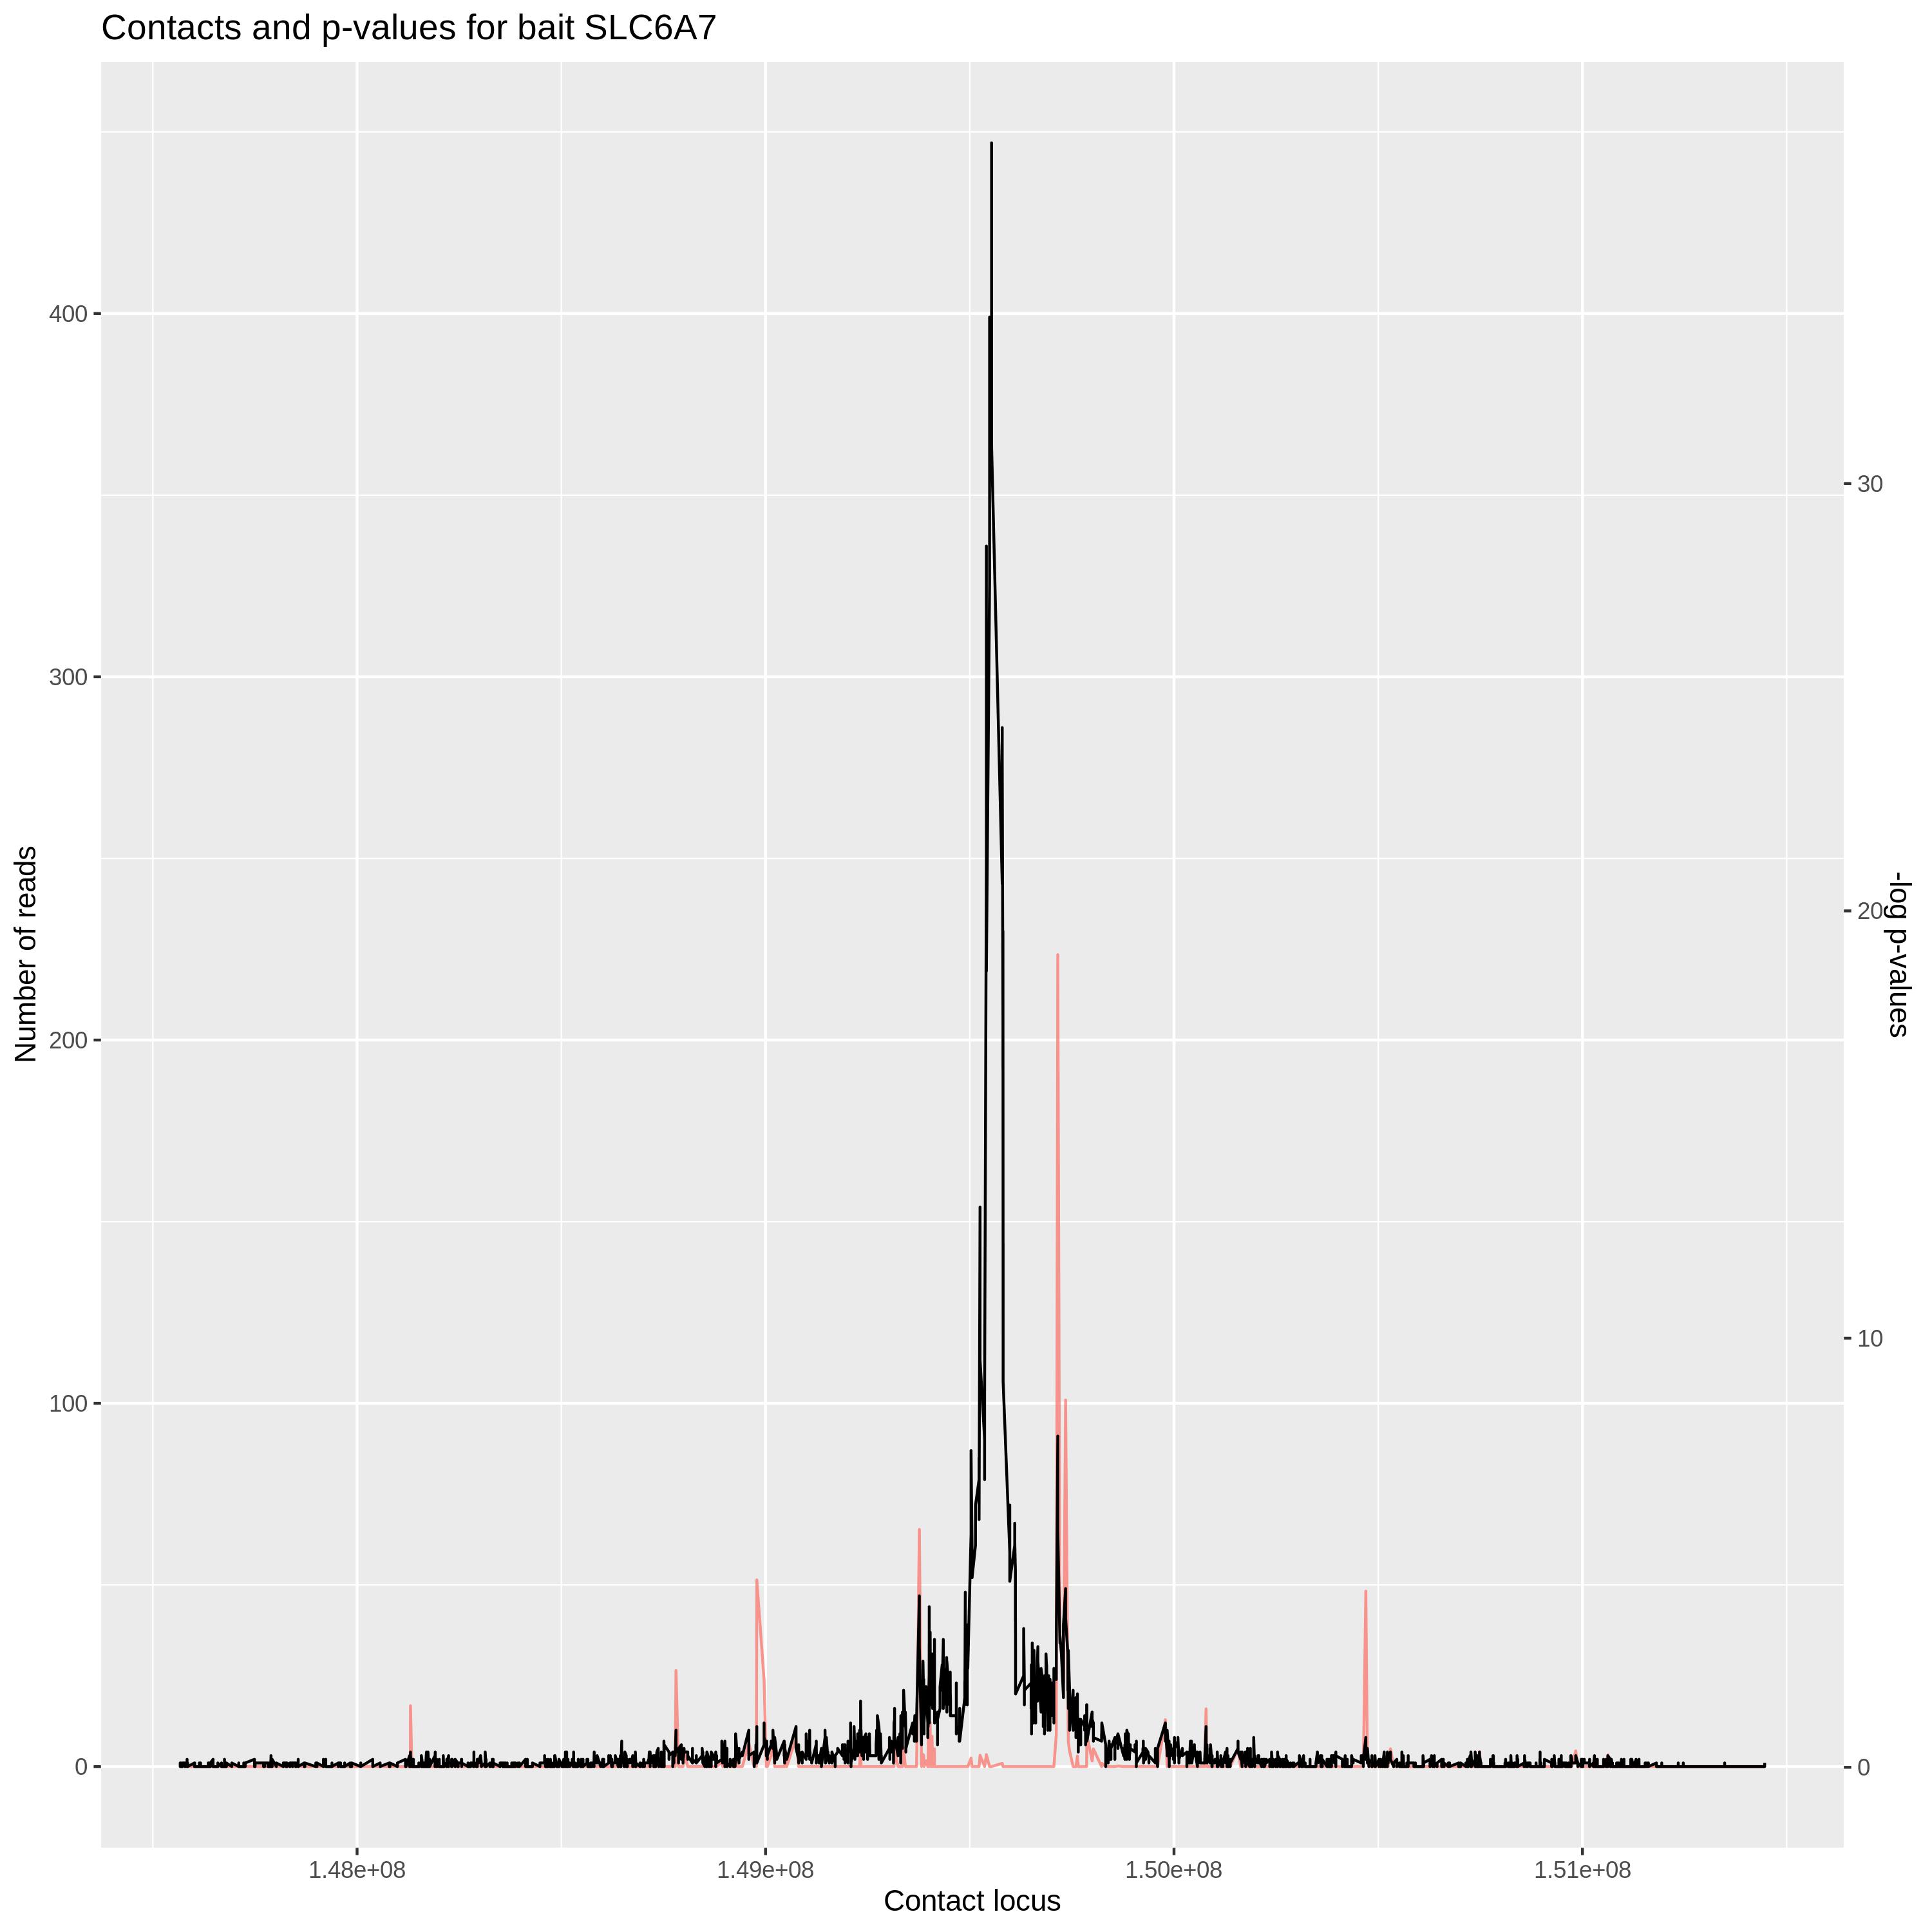 Contacts and p-values for bait SLC6A7
400
300
200
100
0
Number of reads
30
20
10
0
-log p-values
1.48e+08 1.49e+08 1.50e+08 1.51e+08
Contact locus